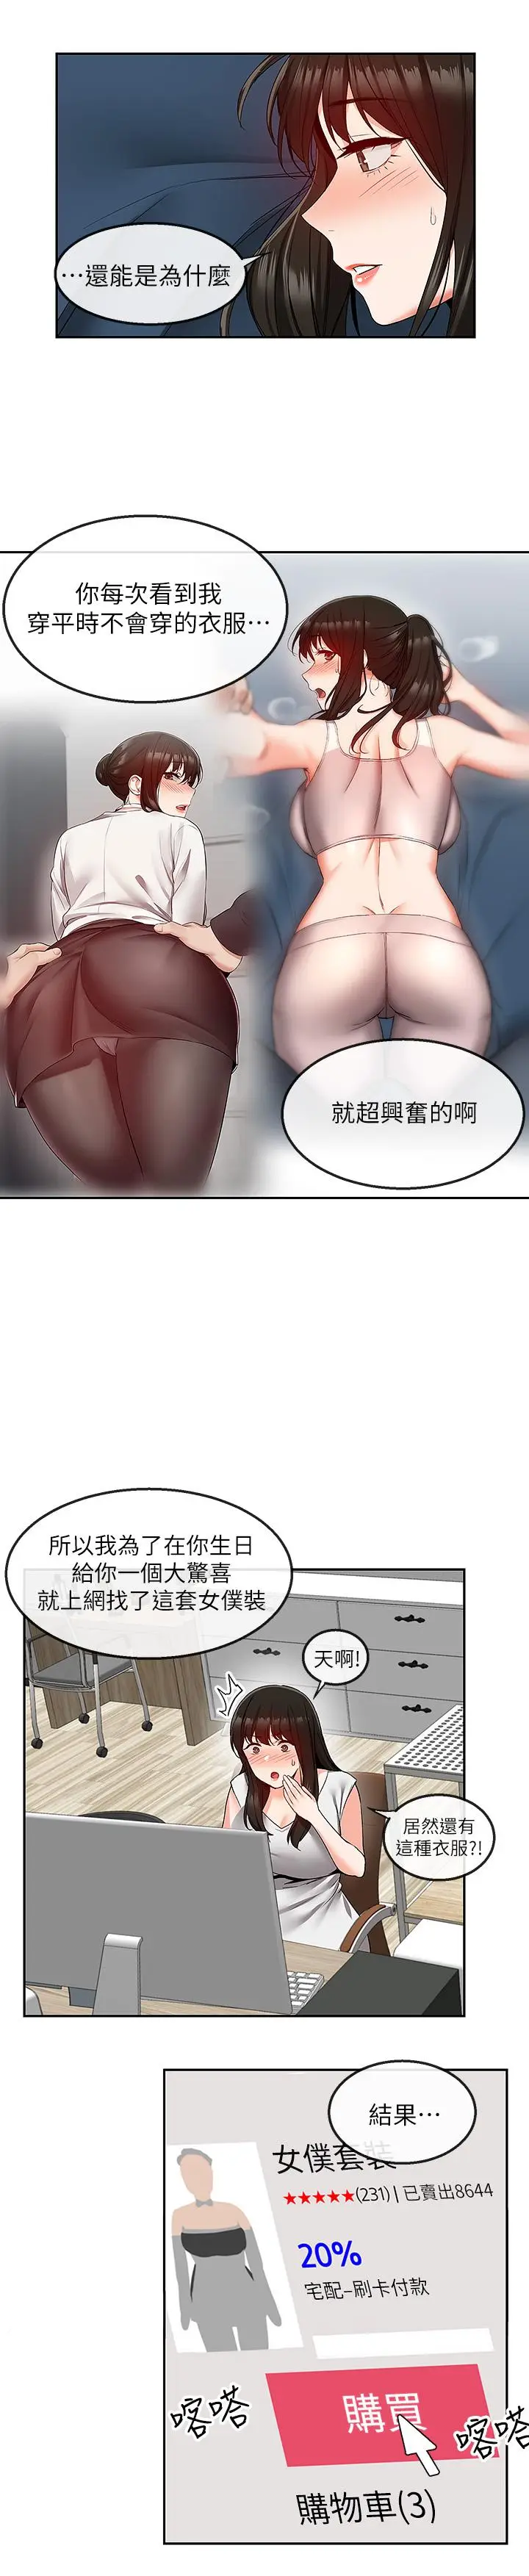 …還能是為什麼
你每次看到我
穿平時不會穿的衣服…
就超興奮的啊
所以我為了在你生日
給你一個大驚喜
就上網找了這套女僕裝
天啊!
居然還有
這種衣服?!
結果…
女僕套裝
★★★★★(231) | 已賣出8644
20%
宅配–刷卡付款
購買
喀嗒
喀嗒
購物車(3)